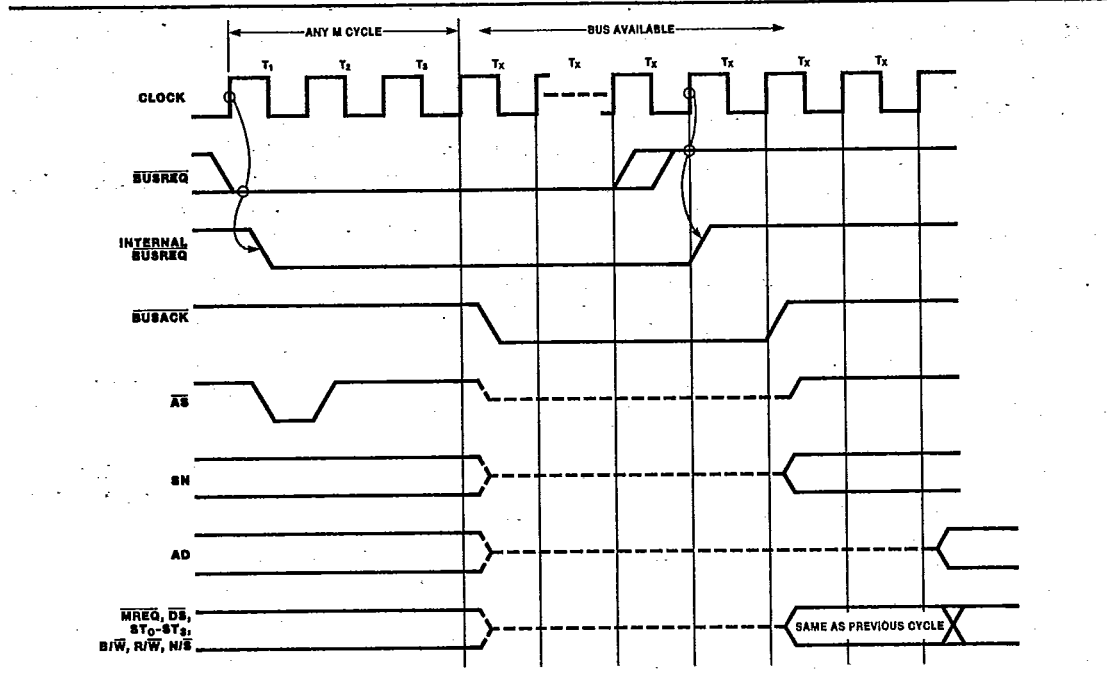 ANY M CYCLE
BUS AVAILABLE
T1 T2 T3 TX TX TX TX TX TX
CLOCK
BUSREQ
INTERNAL
BUSREQ
BUSACK
AS
SN
AD
MREQ, DS,
ST0-ST3,
B/W, R/W, N/S
SAME AS PREVIOUS CYCLE